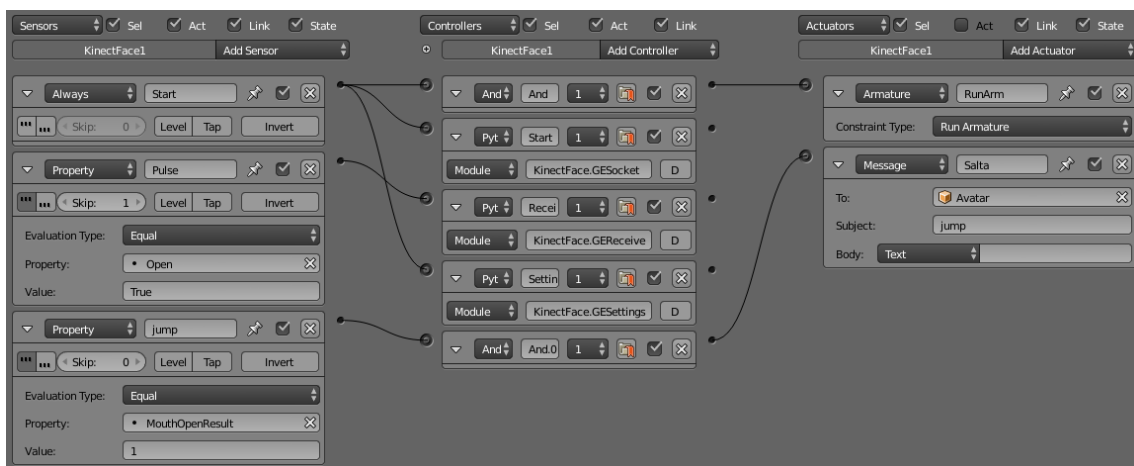 Sensors Sel Act Link State
KinectFace1 Add Sensor
Always Start
Skip: 0 Level Tap Invert
Property Pulse
Skip: 1 Level Tap Invert
Evaluation Type: Equal
Property: Open
Value: True
Property jump
Skip: 0 Level Tap Invert
Evaluation Type: Equal
Property: MouthOpenResult
Value: 1
Controllers Sel Act Link
KinectFace1 Add Controller
And And 1
Pyt Start 1
Module KinectFace.GESocket D
Pyt Recei 1
Module KinectFace.GEReceive D
Pyt Settin 1
Module KinectFace.GESettings D
And And.0 1
Actuators Sel Act Link State
KinectFace1 Add Actuator
Armature RunArm
Constraint Type: Run Armature
Message Salta
To: Avatar
Subject: jump
Body: Text